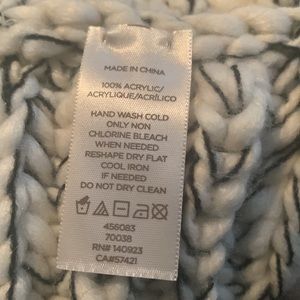 MADE IN CHINA
100% ACRYLIC/
ACRYLIQUE/ACRÍLICO
HAND WASH COLD
ONLY NON
CHLORINE BLEACH
WHEN NEEDED
RESHAPE DRY FLAT
COOL IRON
IF NEEDED
DO NOT DRY CLEAN
456083
70038
RN# 140923
CA#57421